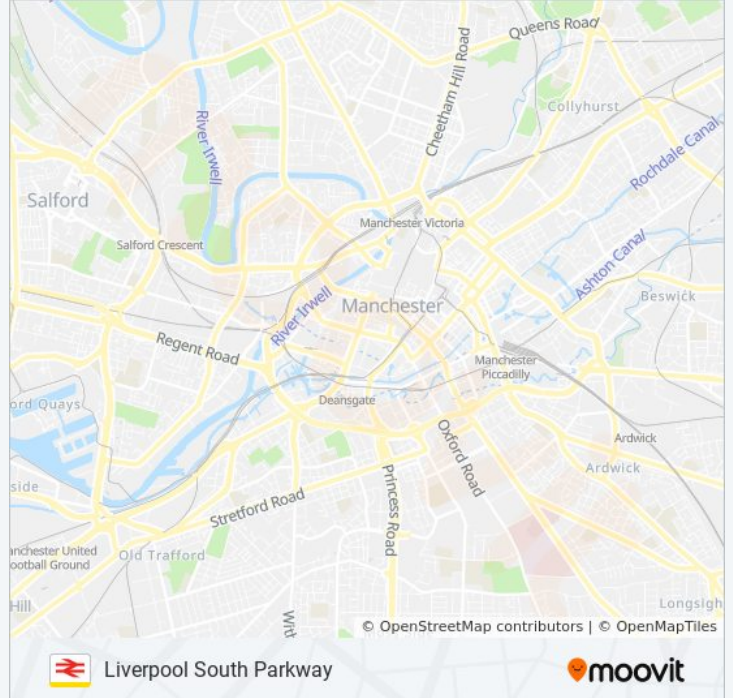 Queens Road
Cheetham Hill Road
Collyhurst
River Irwell
Rochdale Canal
Salford
Manchester Victoria
Salford Crescent
Ashton Canal
Beswick
River Irwell
Manchester
Regent Road
Manchester
Piccadilly
Deansgate
ord Quays
Oxford Road
Ardwick
Ardwick
side
Princess Road
Stretford Road
anchester United
ootball Ground
Old Trafford
Hill
Longsigh
With
© OpenStreetMap contributors | © OpenMapTiles
Liverpool South Parkway
moovit